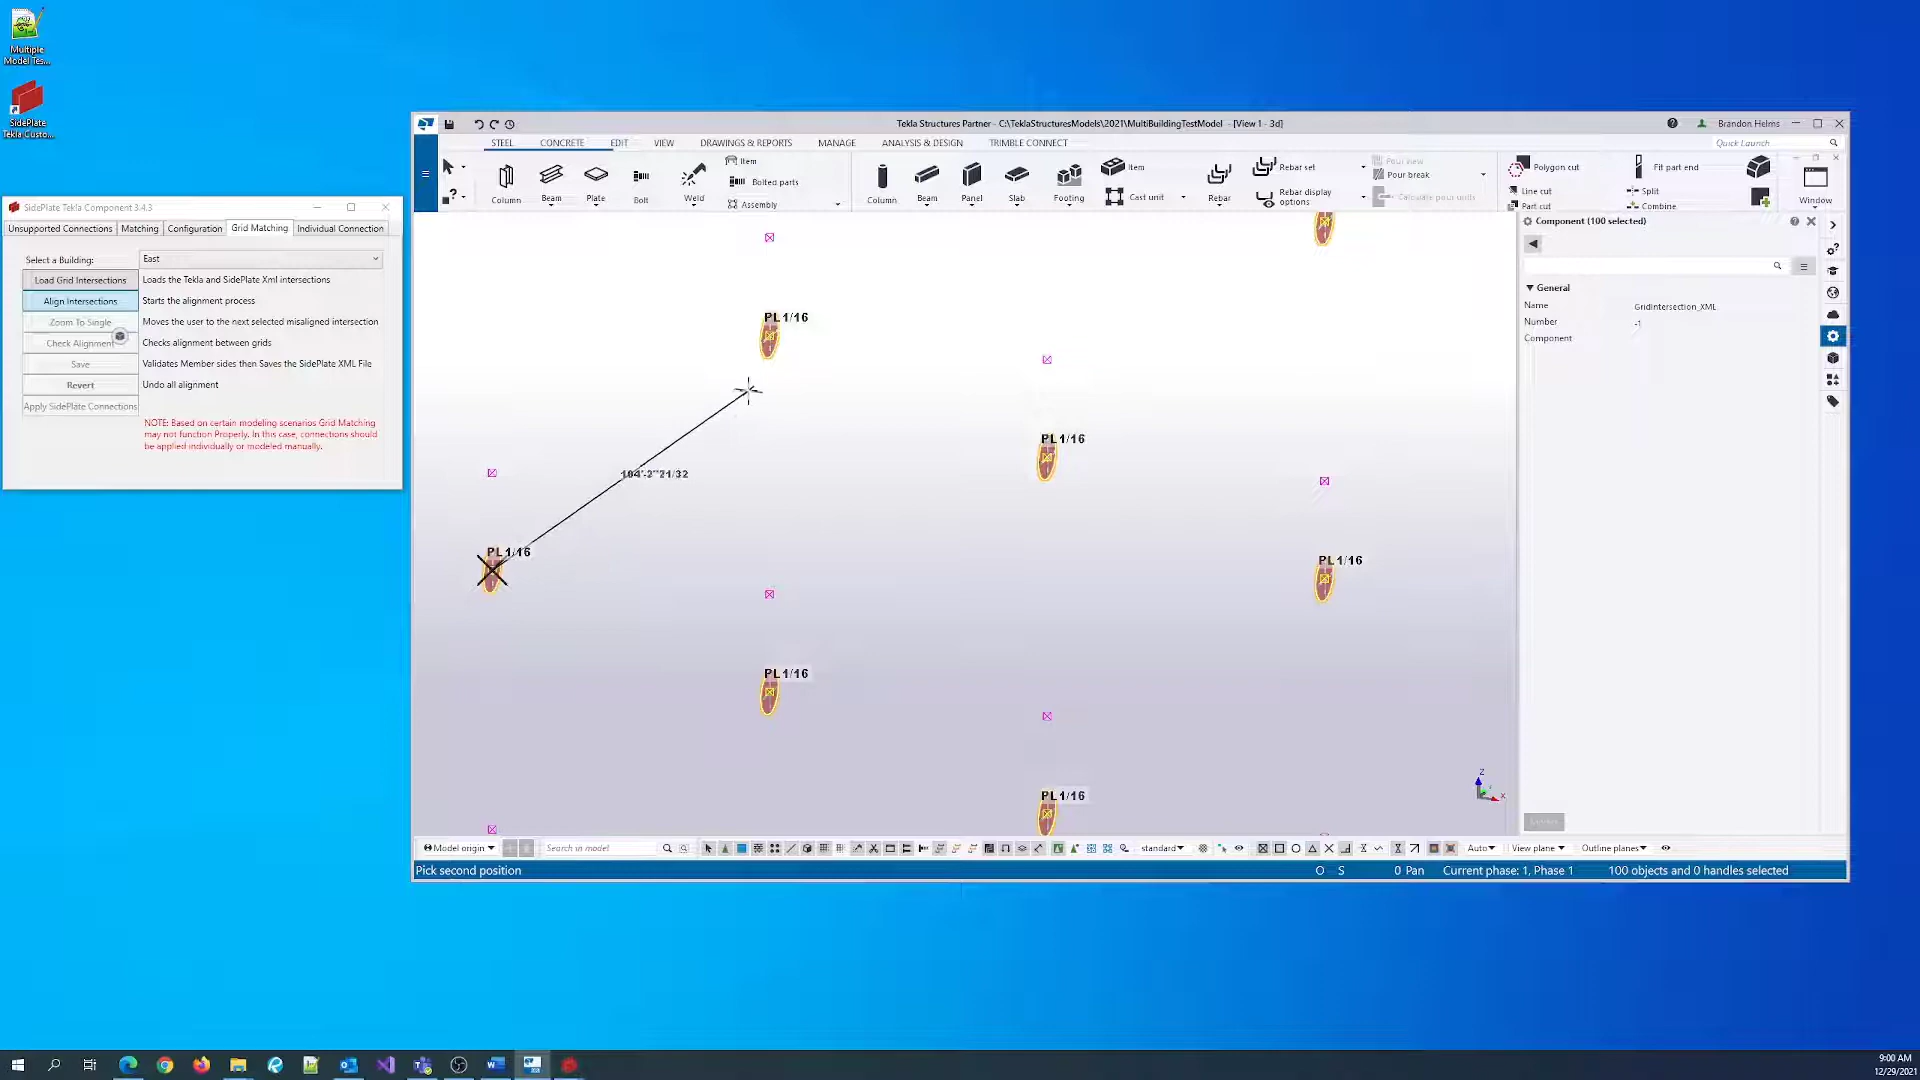 Multiple
Model Tes...
SidePlate
Tekla Custo...
SidePlate Tekla Component 3.4.3
Unsupported Connections
Matching
Configuration
Grid Matching
Individual Connection
Select a Building:
East
Load Grid Intersections
Loads the Tekla and SidePlate Xml intersections
Align Intersections
Starts the alignment process
Zoom To Single
Moves the user to the next selected misaligned intersection
Check Alignment
Checks alignment between grids
Save
Validates Member sides then Saves the SidePlate XML File
Revert
Undo all alignment
Apply SidePlate Connections
NOTE: Based on certain modeling scenarios Grid Matching
may not function Properly. In this case, connections should
be applied individually or modeled manually.
Tekla Structures Partner - C:\TeklaStructuresModels\2021\MultiBuildingTestModel - [View 1 - 3d]
Brandon Helms
STEEL
CONCRETE
EDIT
VIEW
DRAWINGS & REPORTS
MANAGE
ANALYSIS & DESIGN
TRIMBLE CONNECT
Quick Launch
Column
Beam
Plate
Bolt
Weld
Item
Bolted parts
Assembly
Column
Beam
Panel
Slab
Footing
Item
Cast unit
Rebar
Rebar set
Rebar display
options
Pour view
Pour break
Calculate pour units
Polygon cut
Line cut
Part cut
Fit part end
Split
Combine
Window
Component (100 selected)
General
Name
GridIntersection_XML
Number
-1
Component
PL1/16
PL1/16
PL1/16
PL1/16
PL1/16
PL1/16
Z
X
Model origin
Search in model
standard
Auto
View plane
Outline planes
Pick second position
O
S
0 Pan
Current phase: 1, Phase 1
100 objects and 0 handles selected
9:00 AM
12/29/2021